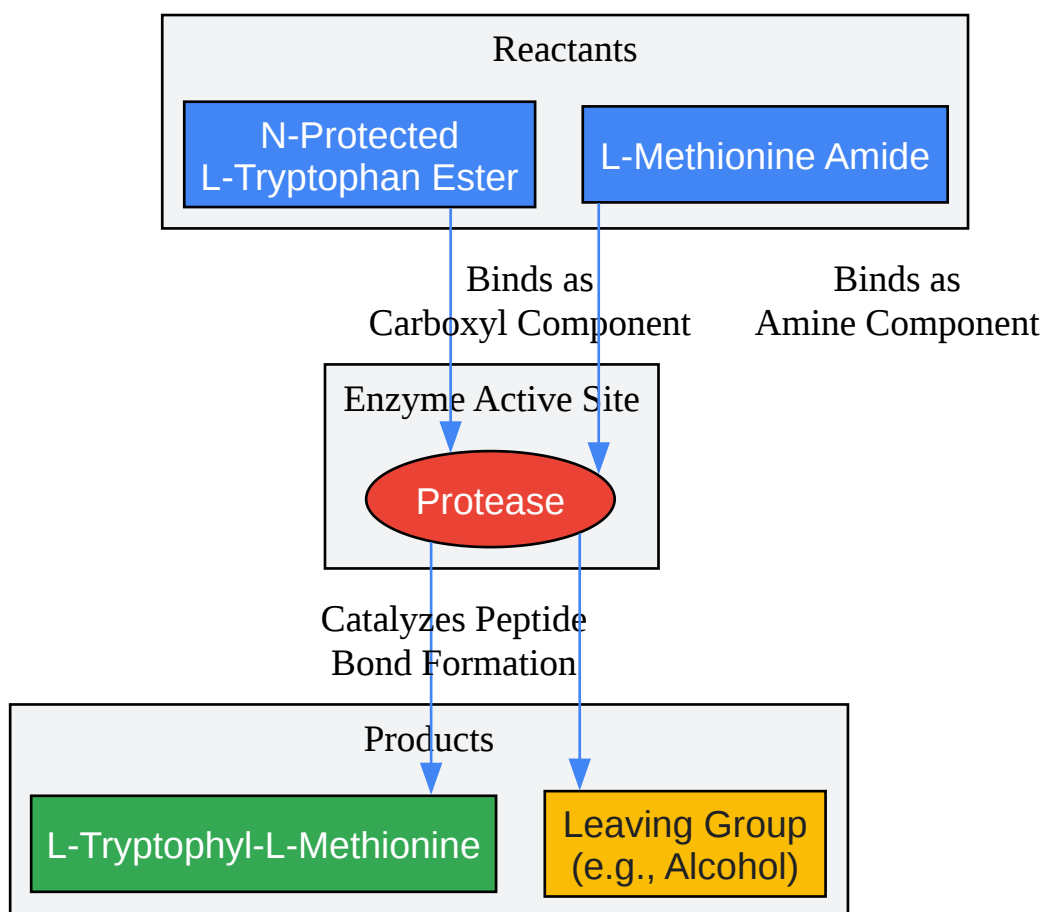 Reactants
N-Protected
L-Tryptophan Ester
L-Methionine Amide
Binds as
Carboxyl Component
Binds as
Amine Component
Enzyme Active Site
Protease
Catalyzes Peptide
Bond Formation
Products
L-Tryptophyl-L-Methionine
Leaving Group
(e.g., Alcohol)